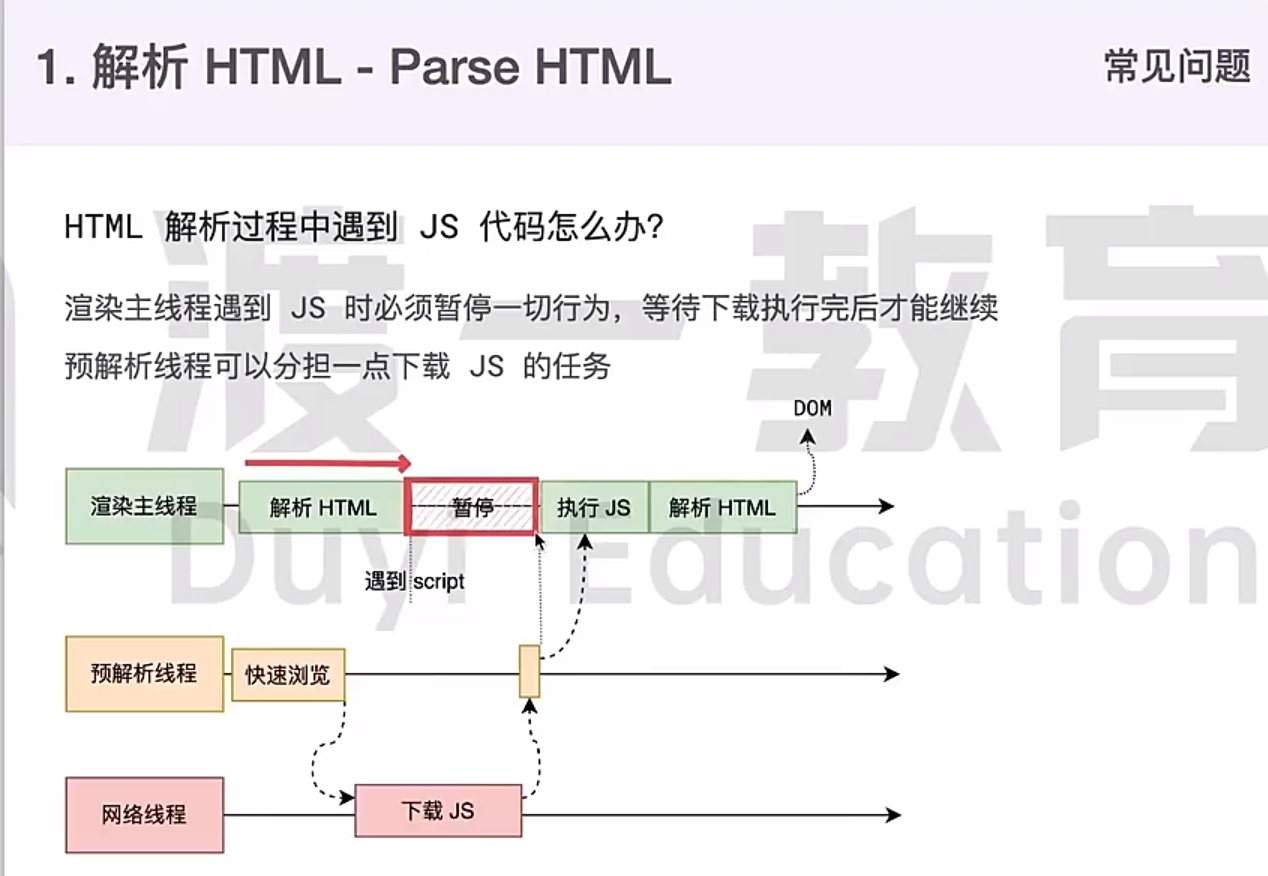 1. 解析 HTML - Parse HTML
常见问题
HTML 解析过程中遇到 JS 代码怎么办?
渲染主线程遇到 JS 时必须暂停一切行为，等待下载执行完后才能继续
预解析线程可以分担一点下载 JS 的任务
DOM
渲染主线程
解析 HTML
暂停
执行 JS
解析 HTML
遇到 script
预解析线程
快速浏览
网络线程
下载 JS
渡一教育
Duyi Education